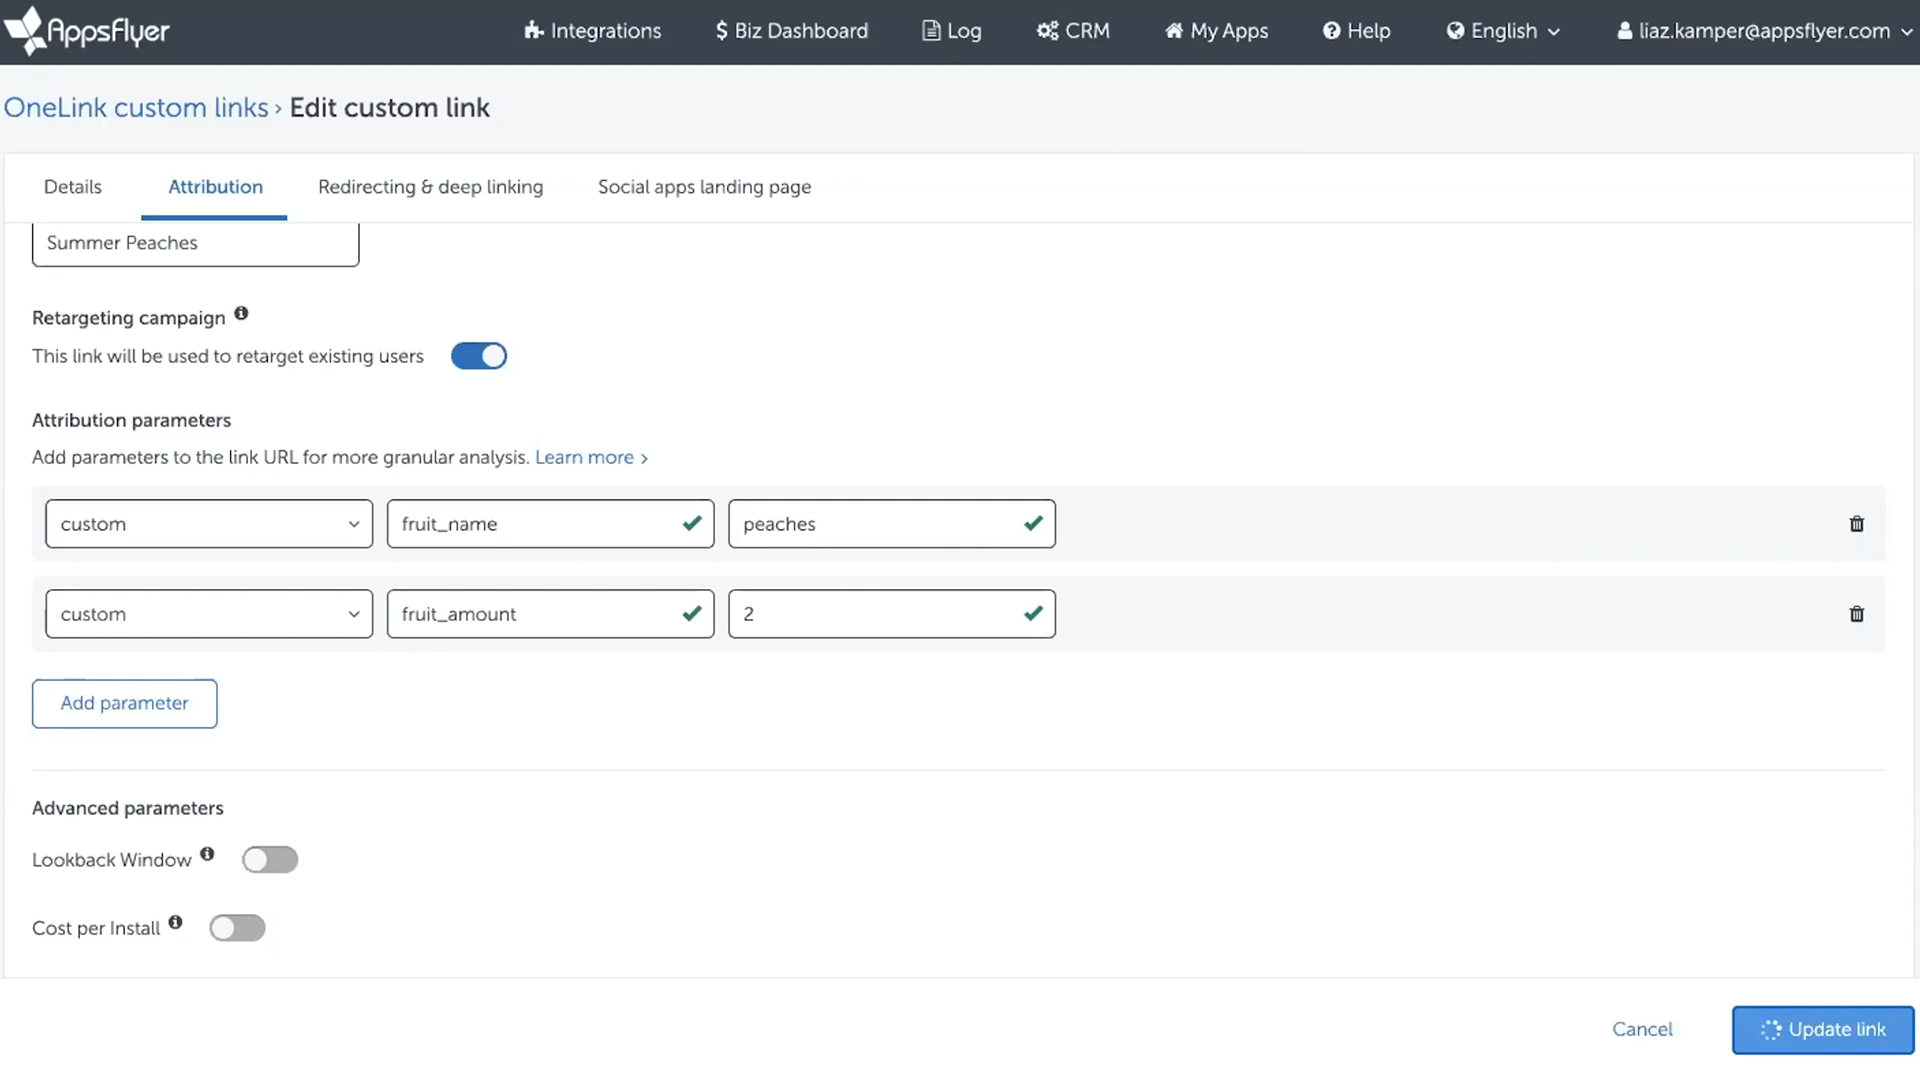 AppsFlyer
Integrations
$ Biz Dashboard
Log
CRM
My Apps
Help
English
liaz.kamper@appsflyer.com
OneLink custom links › Edit custom link
Details
Attribution
Redirecting & deep linking
Social apps landing page
Summer Peaches
Retargeting campaign
This link will be used to retarget existing users
Attribution parameters
Add parameters to the link URL for more granular analysis. Learn more ›
custom
fruit_name
peaches
custom
fruit_amount
2
Add parameter
Advanced parameters
Lookback Window
Cost per Install
Cancel
Update link